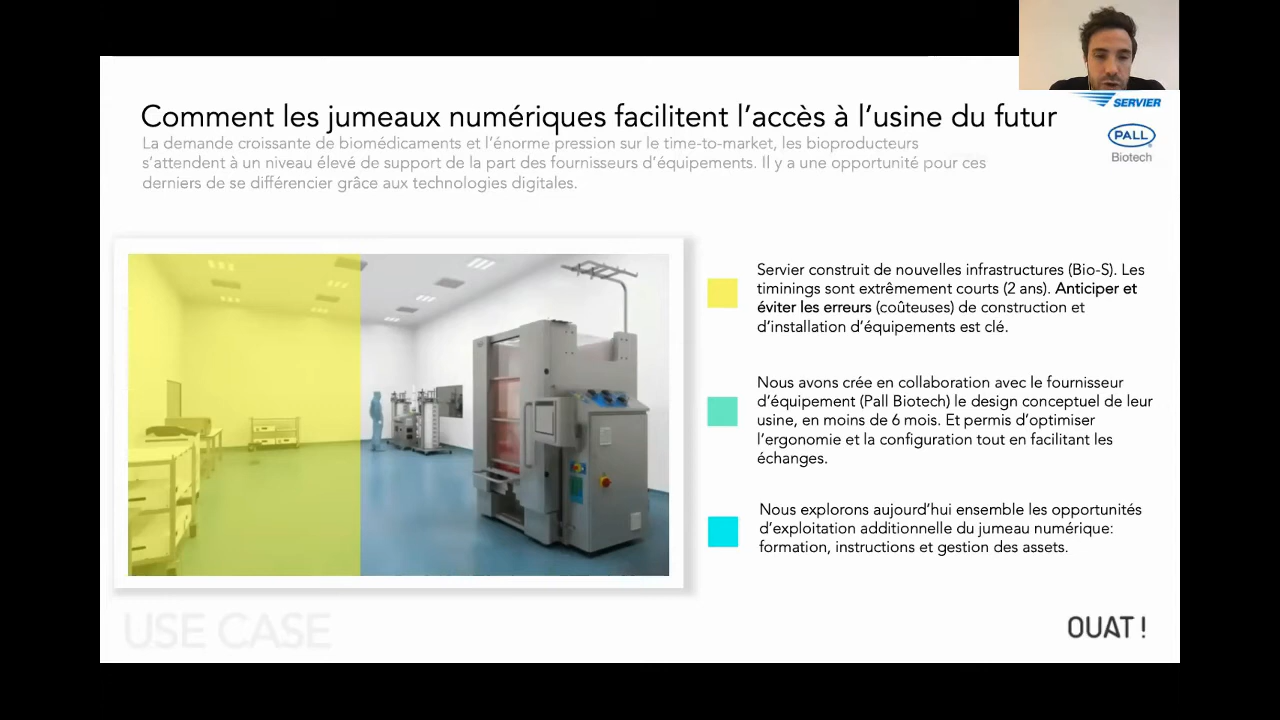 Comment les jumeaux numériques facilitent l'accès à l'usine du futur
La demande croissante de biomédicaments et l'énorme pression sur le time-to-market, les bioproducteurs
s'attendent à un niveau élevé de support de la part des fournisseurs d'équipements. Il y a une opportunité pour ces
derniers de se différencier grâce aux technologies digitales.
SERVIER
PALL
Biotech
Servier construit de nouvelles infrastructures (Bio-S). Les
timinings sont extrêmement courts (2 ans). Anticiper et
éviter les erreurs (coûteuses) de construction et
d'installation d'équipements est clé.
Nous avons crée en collaboration avec le fournisseur
d'équipement (Pall Biotech) le design conceptuel de leur
usine, en moins de 6 mois. Et permis d'optimiser
l'ergonomie et la configuration tout en facilitant les
échanges.
Nous explorons aujourd'hui ensemble les opportunités
d'exploitation additionnelle du jumeau numérique:
formation, instructions et gestion des assets.
USE CASE
OUAT !